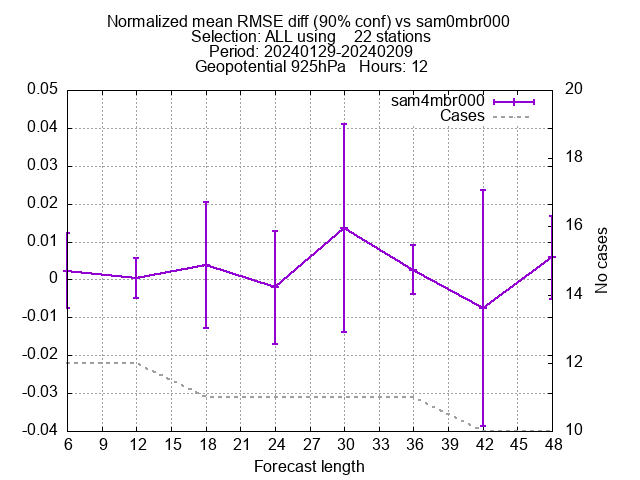 Normalized mean RMSE diff (90% conf) vs sam0mbr000
Selection: ALL using    22 stations
Period: 20240129-20240209
Geopotential 925hPa   Hours: 12
sam4mbr000
Cases
0.05
0.04
0.03
0.02
0.01
0
-0.01
-0.02
-0.03
-0.04
20
18
16
14
12
10
No cases
6 9 12 15 18 21 24 27 30 33 36 39 42 45 48
Forecast length